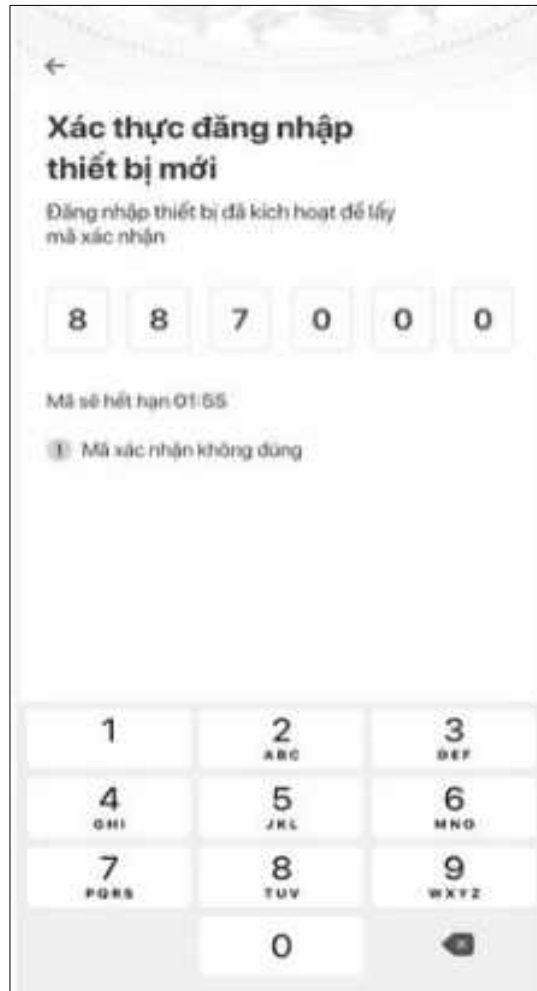 Xác thực đăng nhập
thiết bị mới
Đăng nhập thiết bị đã kích hoạt để lấy
mã xác nhận
8 8 7 0 0 0
Mã sẽ hết hạn 01:55
! Mã xác nhận không đúng
1 2 3
ABC DEF
4 5 6
GHI JKL MNO
7 8 9
PQRS TUV WXYZ
0